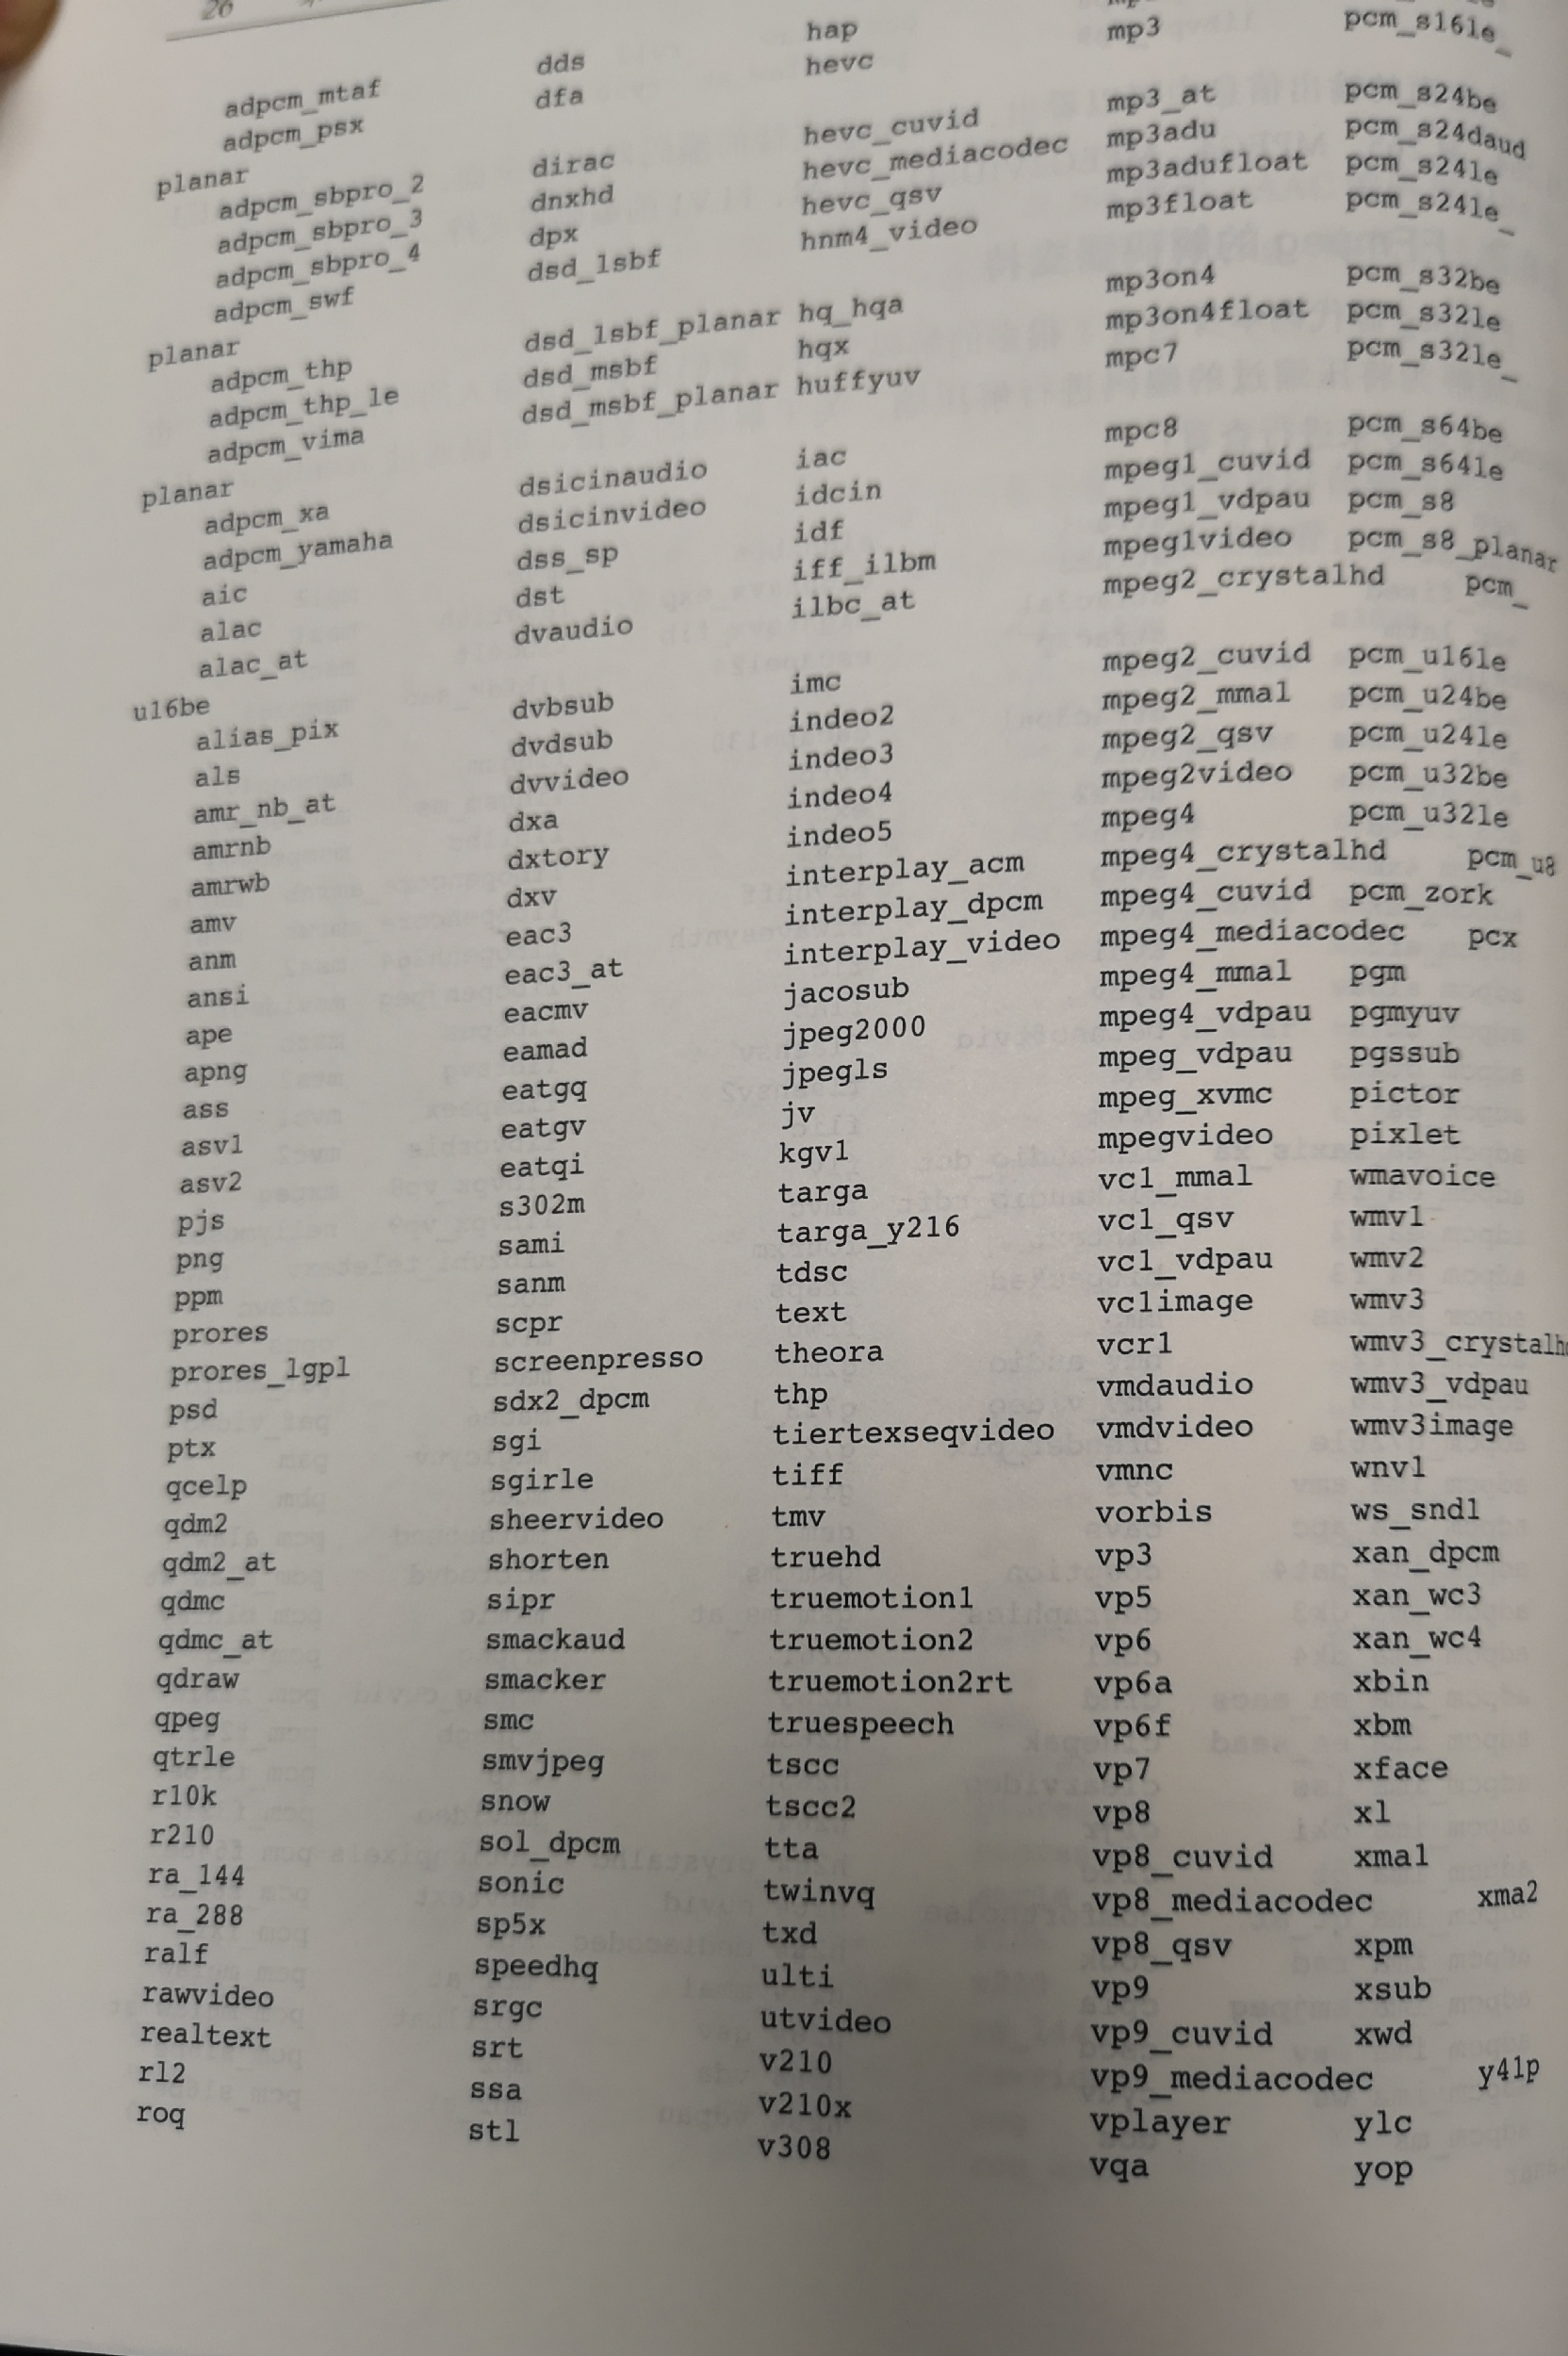 26
adpcm_mtaf dds hap mp3 pcm_s16le_
adpcm_psx dfa hevc
planar
adpcm_sbpro_2 dirac hevc_cuvid mp3_at pcm_s24be
adpcm_sbpro_3 dnxhd hevc_mediacodec mp3adu pcm_s24daud
adpcm_sbpro_4 dpx hevc_qsv mp3adufloat pcm_s24le
adpcm_swf dsd_lsbf hnm4_video mp3float pcm_s24le_
planar
adpcm_thp dsd_lsbf_planar hq_hqa mp3on4 pcm_s32be
adpcm_thp_le dsd_msbf hqx mp3on4float pcm_s32le
adpcm_vima dsd_msbf_planar huffyuv mpc7 pcm_s32le_
planar
adpcm_xa dsicinaudio iac mpc8 pcm_s64be
adpcm_yamaha dsicinvideo idcin mpeg1_cuvid pcm_s64le
aic dss_sp idf mpeg1_vdpau pcm_s8
alac dst iff_ilbm mpeg1video pcm_s8_planar
alac_at dvaudio ilbc_at mpeg2_crystalhd pcm_
u16be
alias_pix dvbsub imc mpeg2_cuvid pcm_u16le
als dvdsub indeo2 mpeg2_mmal pcm_u24be
amr_nb_at dvvideo indeo3 mpeg2_qsv pcm_u24le
amrnb dxa indeo4 mpeg2video pcm_u32be
amrwb dxtory indeo5 mpeg4 pcm_u32le
amv dxv interplay_acm mpeg4_crystalhd pcm_u8
anm eac3 interplay_dpcm mpeg4_cuvid pcm_zork
ansi eac3_at interplay_video mpeg4_mediacodec pcx
ape eacmv jacosub mpeg4_mmal pgm
apng eamad jpeg2000 mpeg4_vdpau pgmyuv
ass eatgq jpegls mpeg_vdpau pgssub
asv1 eatgv jv mpeg_xvmc pictor
asv2 eatqi kgv1 mpegvideo pixlet
pjs s302m targa vc1_mmal wmavoice
png sami targa_y216 vc1_qsv wmv1
ppm sanm tdsc vc1_vdpau wmv2
prores scpr text vc1image wmv3
prores_lgpl screenpresso theora vcr1 wmv3_crystalh
psd sdx2_dpcm thp vmdaudio wmv3_vdpau
ptx sgi tiertexseqvideo vmdvideo wmv3image
qcelp sgirle tiff vmnc wnv1
qdm2 sheervideo tmv vorbis ws_snd1
qdm2_at shorten truehd vp3 xan_dpcm
qdmc sipr truemotion1 vp5 xan_wc3
qdmc_at smackaud truemotion2 vp6 xan_wc4
qdraw smacker truemotion2rt vp6a xbin
qpeg smc truespeech vp6f xbm
qtrle smvjpeg tscc vp7 xface
r10k snow tscc2 vp8 xl
r210 sol_dpcm tta vp8_cuvid xma1
ra_144 sonic twinvq vp8_mediacodec xma2
ra_288 sp5x txd vp8_qsv xpm
ralf speedhq ulti vp9 xsub
rawvideo srgc utvideo vp9_cuvid xwd
realtext srt v210 vp9_mediacodec y41p
rl2 ssa v210x vplayer ylc
roq stl v308 vqa yop